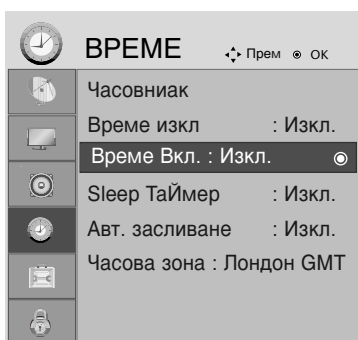 ВРЕМЕ Прем ОК
Часовниак
Време изкл : Изкл.
Време Вкл. : Изкл.
Sleep ТаЙмер : Изкл.
Авт. засливане : Изкл.
Часова зона : Лондон GMT